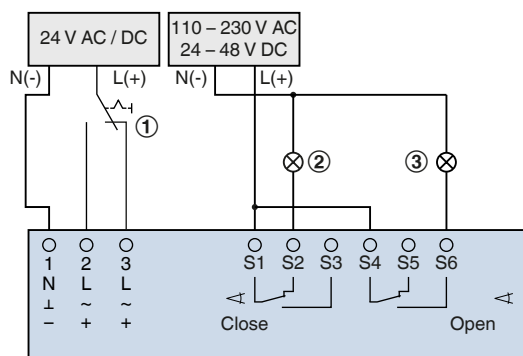 24 V AC / DC
110 – 230 V AC
24 – 48 V DC
N(-) L(+) N(-) L(+)
1
2
3
1 2 3 S1 S2 S3 S4 S5 S6
N L L
⊥ ~ ~
– + +
Close Open